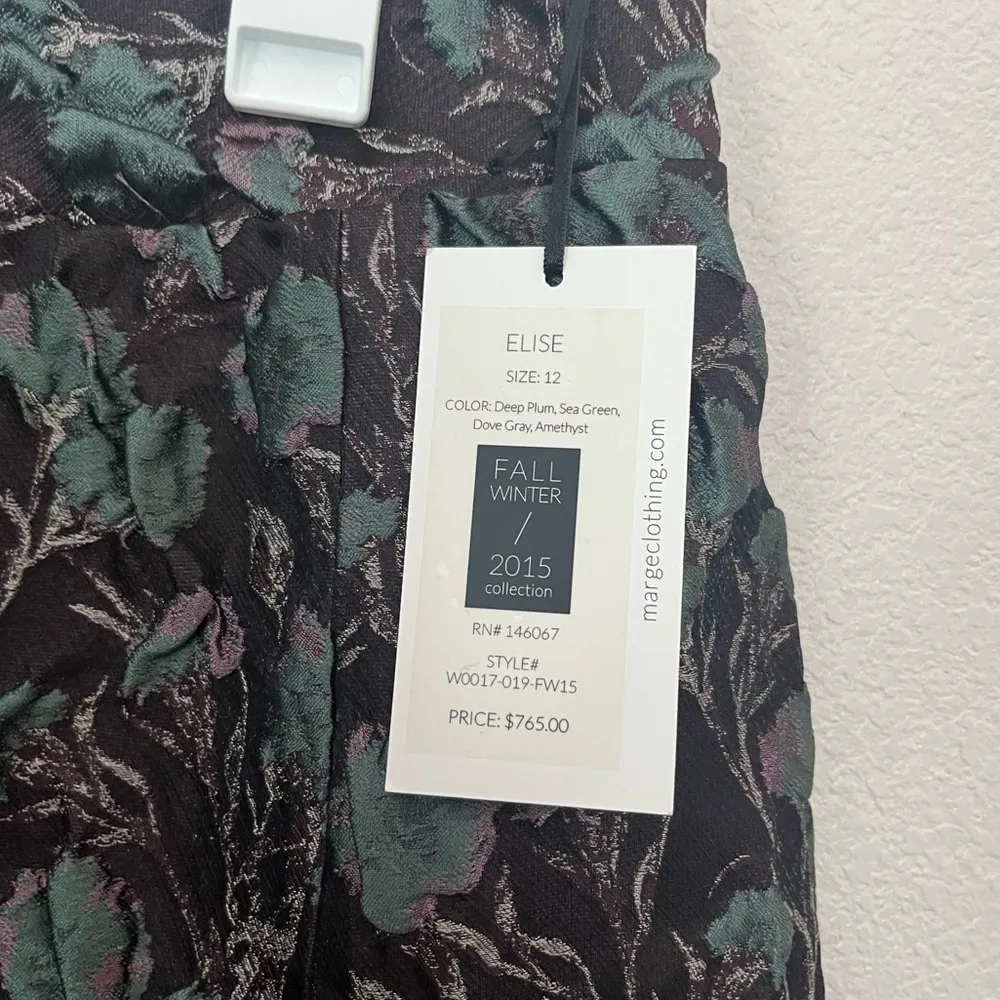 ELISE
SIZE: 12
COLOR: Deep Plum, Sea Green,
Dove Gray, Amethyst
FALL
WINTER
/
2015
collection
RN# 146067
STYLE#
W0017-019-FW15
PRICE: $765.00
margeclothing.com